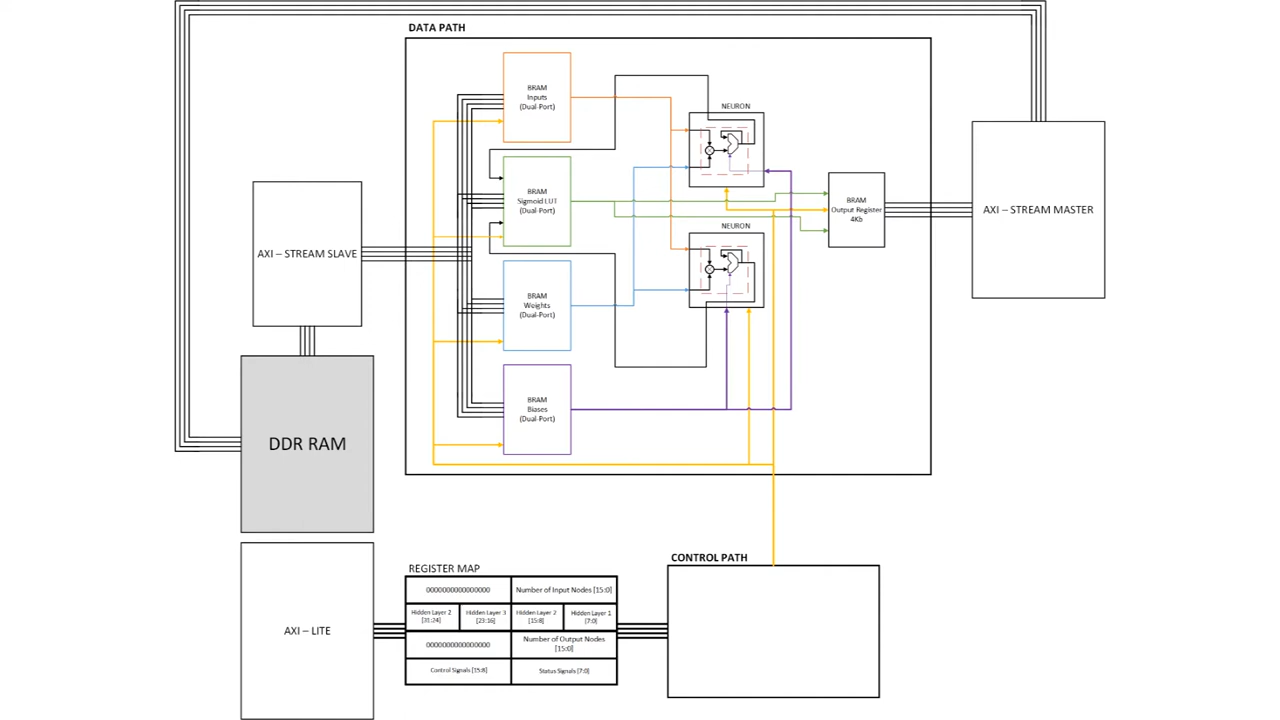 DATA PATH
BRAM
Inputs
(Dual-Port)
NEURON
BRAM
Sigmoid LUT
(Dual-Port)
BRAM
Output Register
4Kb
AXI – STREAM MASTER
AXI – STREAM SLAVE
NEURON
BRAM
Weights
(Dual-Port)
BRAM
Biases
(Dual-Port)
DDR RAM
CONTROL PATH
REGISTER MAP
0000000000000000
Number of Input Nodes [15:0]
Hidden Layer 2
[31:24]
Hidden Layer 3
[23:16]
Hidden Layer 2
[15:8]
Hidden Layer 1
[7:0]
0000000000000000
Number of Output Nodes
[15:0]
Control Signals [15:8]
Status Signals [7:0]
AXI – LITE